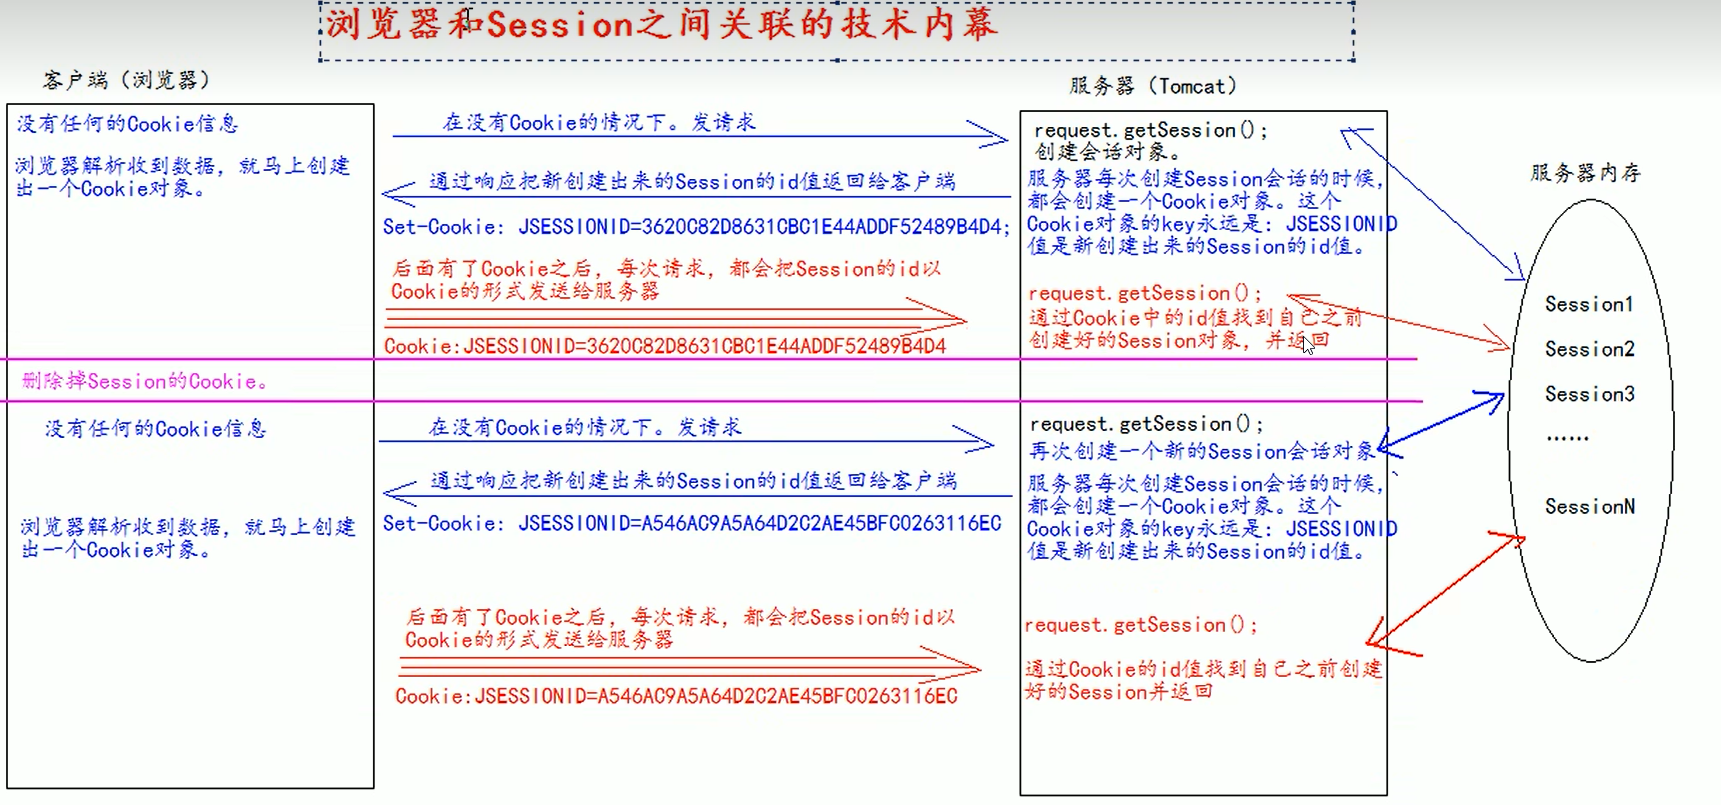 浏览器和Session之间关联的技术内幕
客户端（浏览器）
服务器（Tomcat）
没有任何的Cookie信息
浏览器解析收到数据，就马上创建
出一个Cookie对象。
在没有Cookie的情况下。发请求
通过响应把新创建出来的Session的id值返回给客户端
Set-Cookie: JSESSIONID=3620C82D8631CBC1E44ADDF52489B4D4;
后面有了Cookie之后，每次请求，都会把Session的id以
Cookie的形式发送给服务器
Cookie:JSESSIONID=3620C82D8631CBC1E44ADDF52489B4D4
request.getSession();
创建会话对象。
服务器每次创建Session会话的时候，
都会创建一个Cookie对象。这个
Cookie对象的key永远是：JSESSIONID
值是新创建出来的Session的id值。
request.getSession();
通过Cookie中的id值找到自己之前
创建好的Session对象，并返回
服务器内存
Session1
Session2
Session3
......
SessionN
删除掉Session的Cookie。
没有任何的Cookie信息
浏览器解析收到数据，就马上创建
出一个Cookie对象。
在没有Cookie的情况下。发请求
通过响应把新创建出来的Session的id值返回给客户端
Set-Cookie: JSESSIONID=A546AC9A5A64D2C2AE45BFC0263116EC
后面有了Cookie之后，每次请求，都会把Session的id以
Cookie的形式发送给服务器
Cookie:JSESSIONID=A546AC9A5A64D2C2AE45BFC0263116EC
request.getSession();
再次创建一个新的Session会话对象
服务器每次创建Session会话的时候，
都会创建一个Cookie对象。这个
Cookie对象的key永远是：JSESSIONID
值是新创建出来的Session的id值。
request.getSession();
通过Cookie的id值找到自己之前创建
好的Session并返回